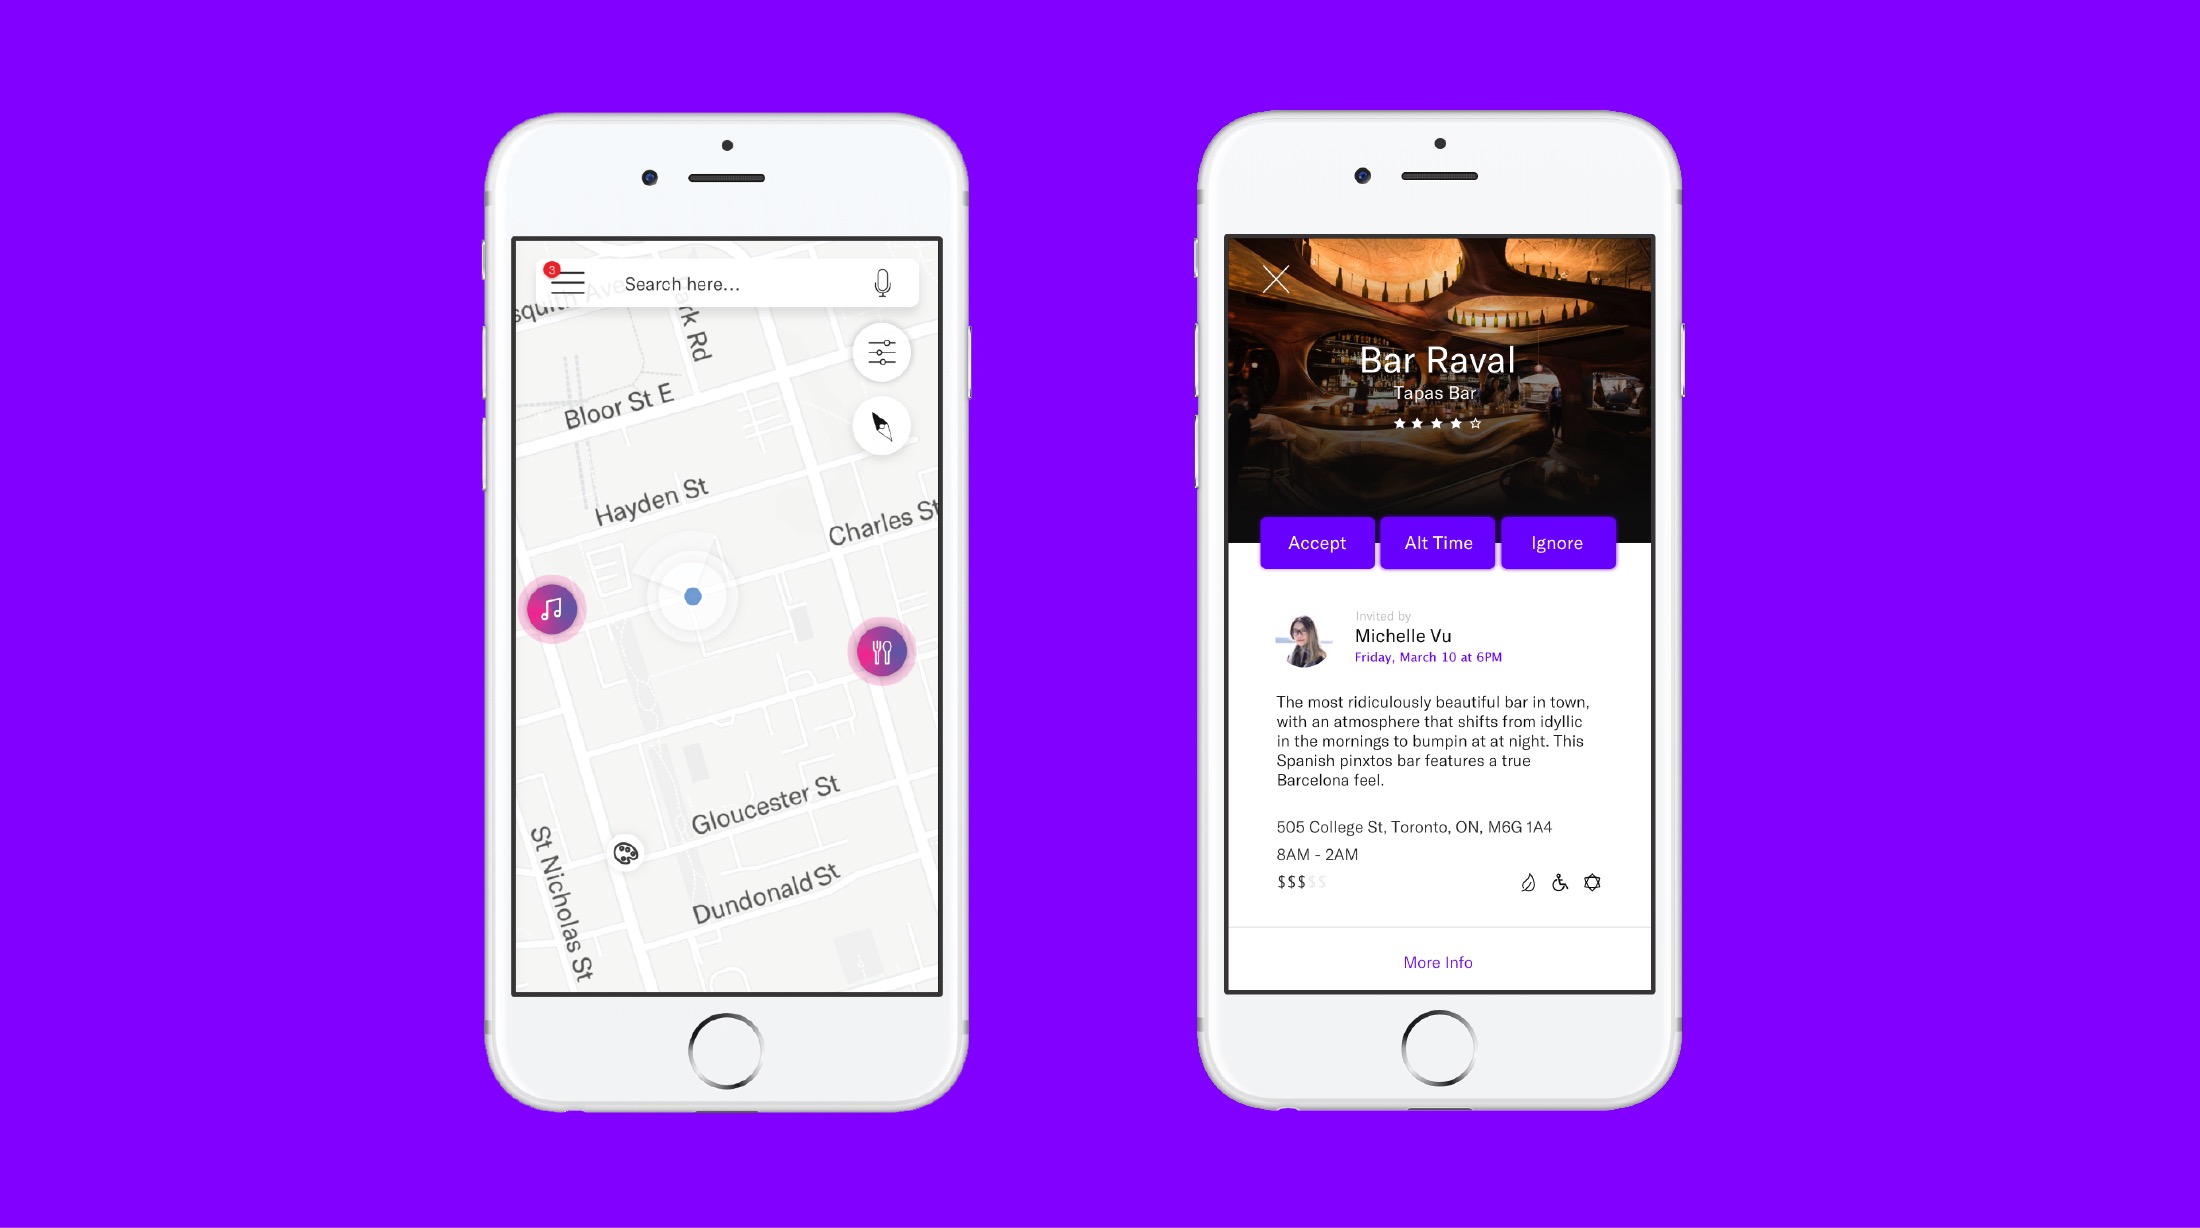 3
Search here...
squith Ave
ark Rd
Bloor St E
Hayden St
Charles St
Gloucester St
St Nicholas St
Dundonald St
Bar Raval
Tapas Bar
Accept
Alt Time
Ignore
Invited by
Michelle Vu
Friday, March 10 at 6PM
The most ridiculously beautiful bar in town,
with an atmosphere that shifts from idyllic
in the mornings to bumpin at at night. This
Spanish pinxtos bar features a true
Barcelona feel.
505 College St, Toronto, ON, M6G 1A4
8AM - 2AM
$$$$$
More Info